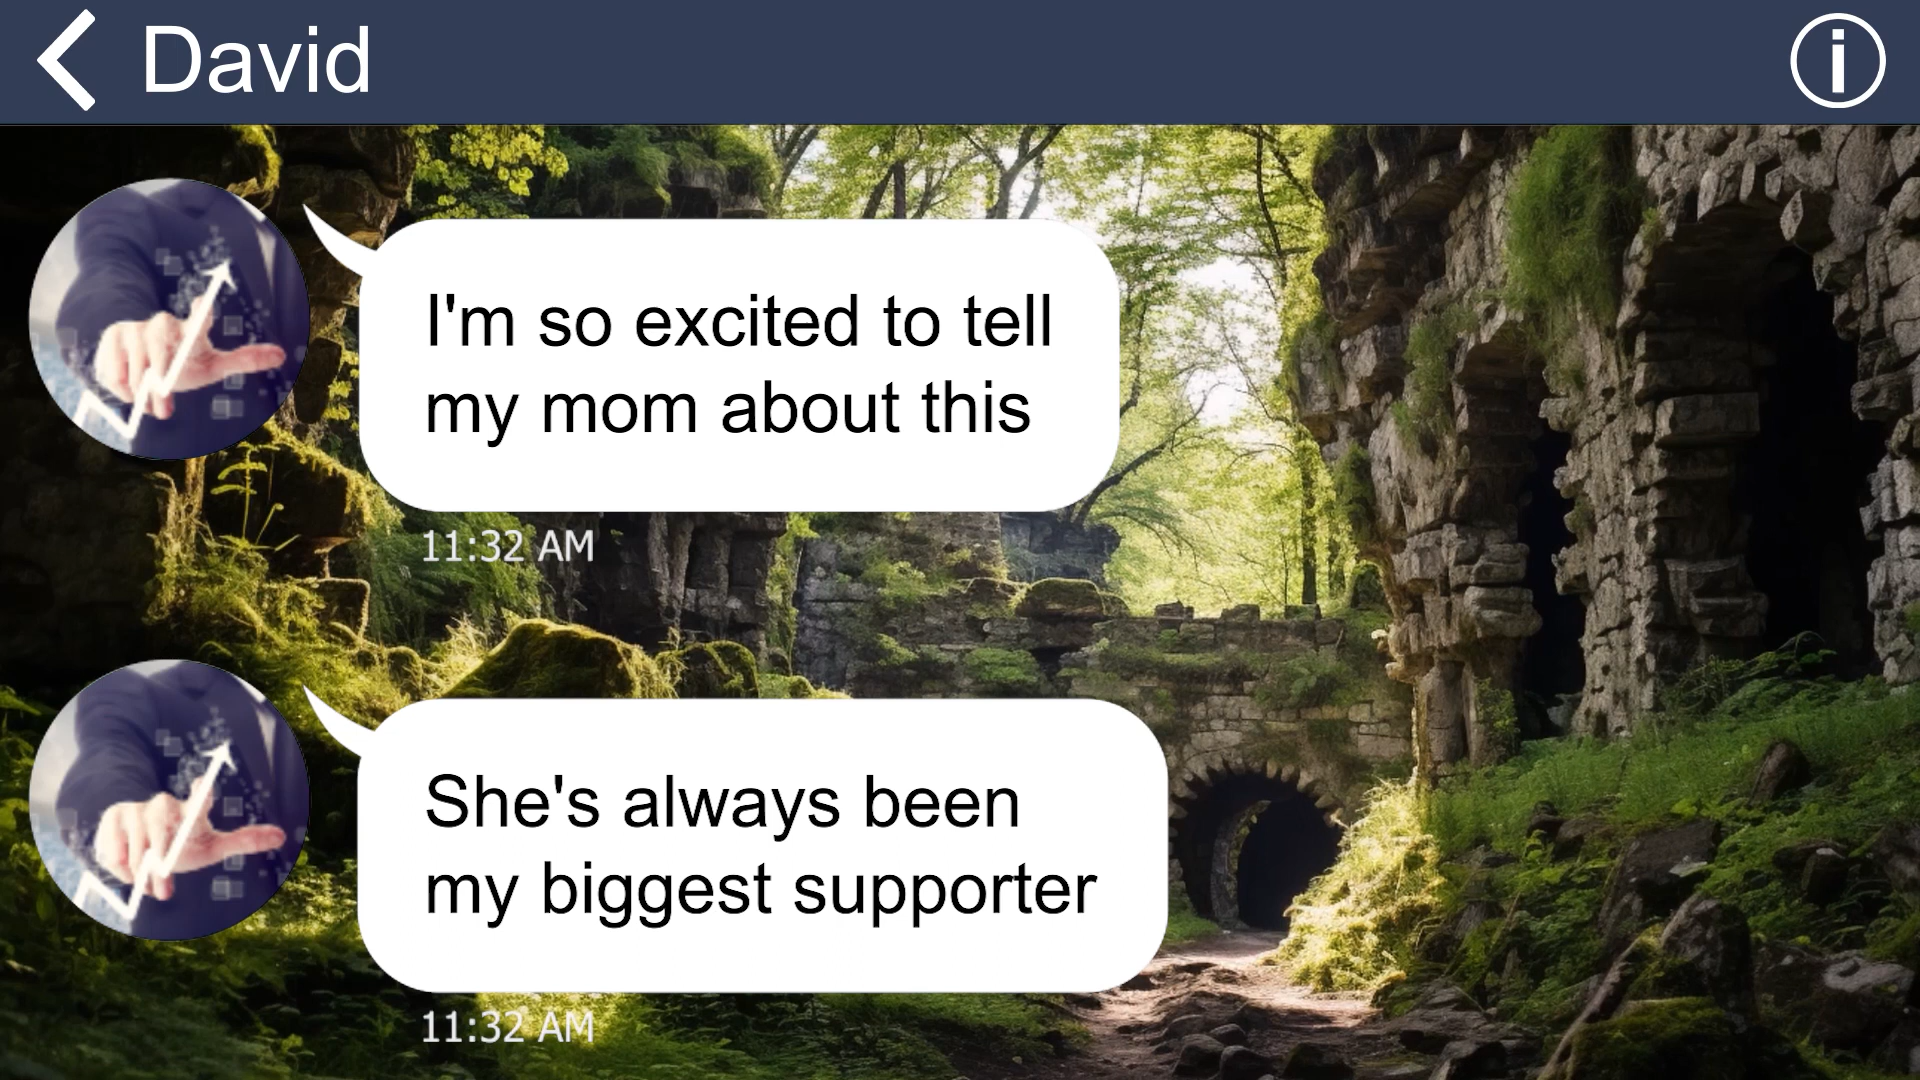 David
I'm so excited to tell
my mom about this
11:32 AM
She's always been
my biggest supporter
11:32 AM